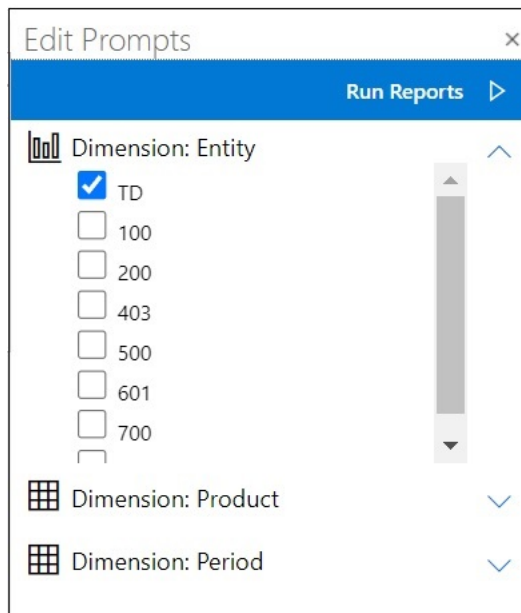 Edit Prompts
Run Reports
Dimension: Entity
TD
100
200
403
500
601
700
Dimension: Product
Dimension: Period